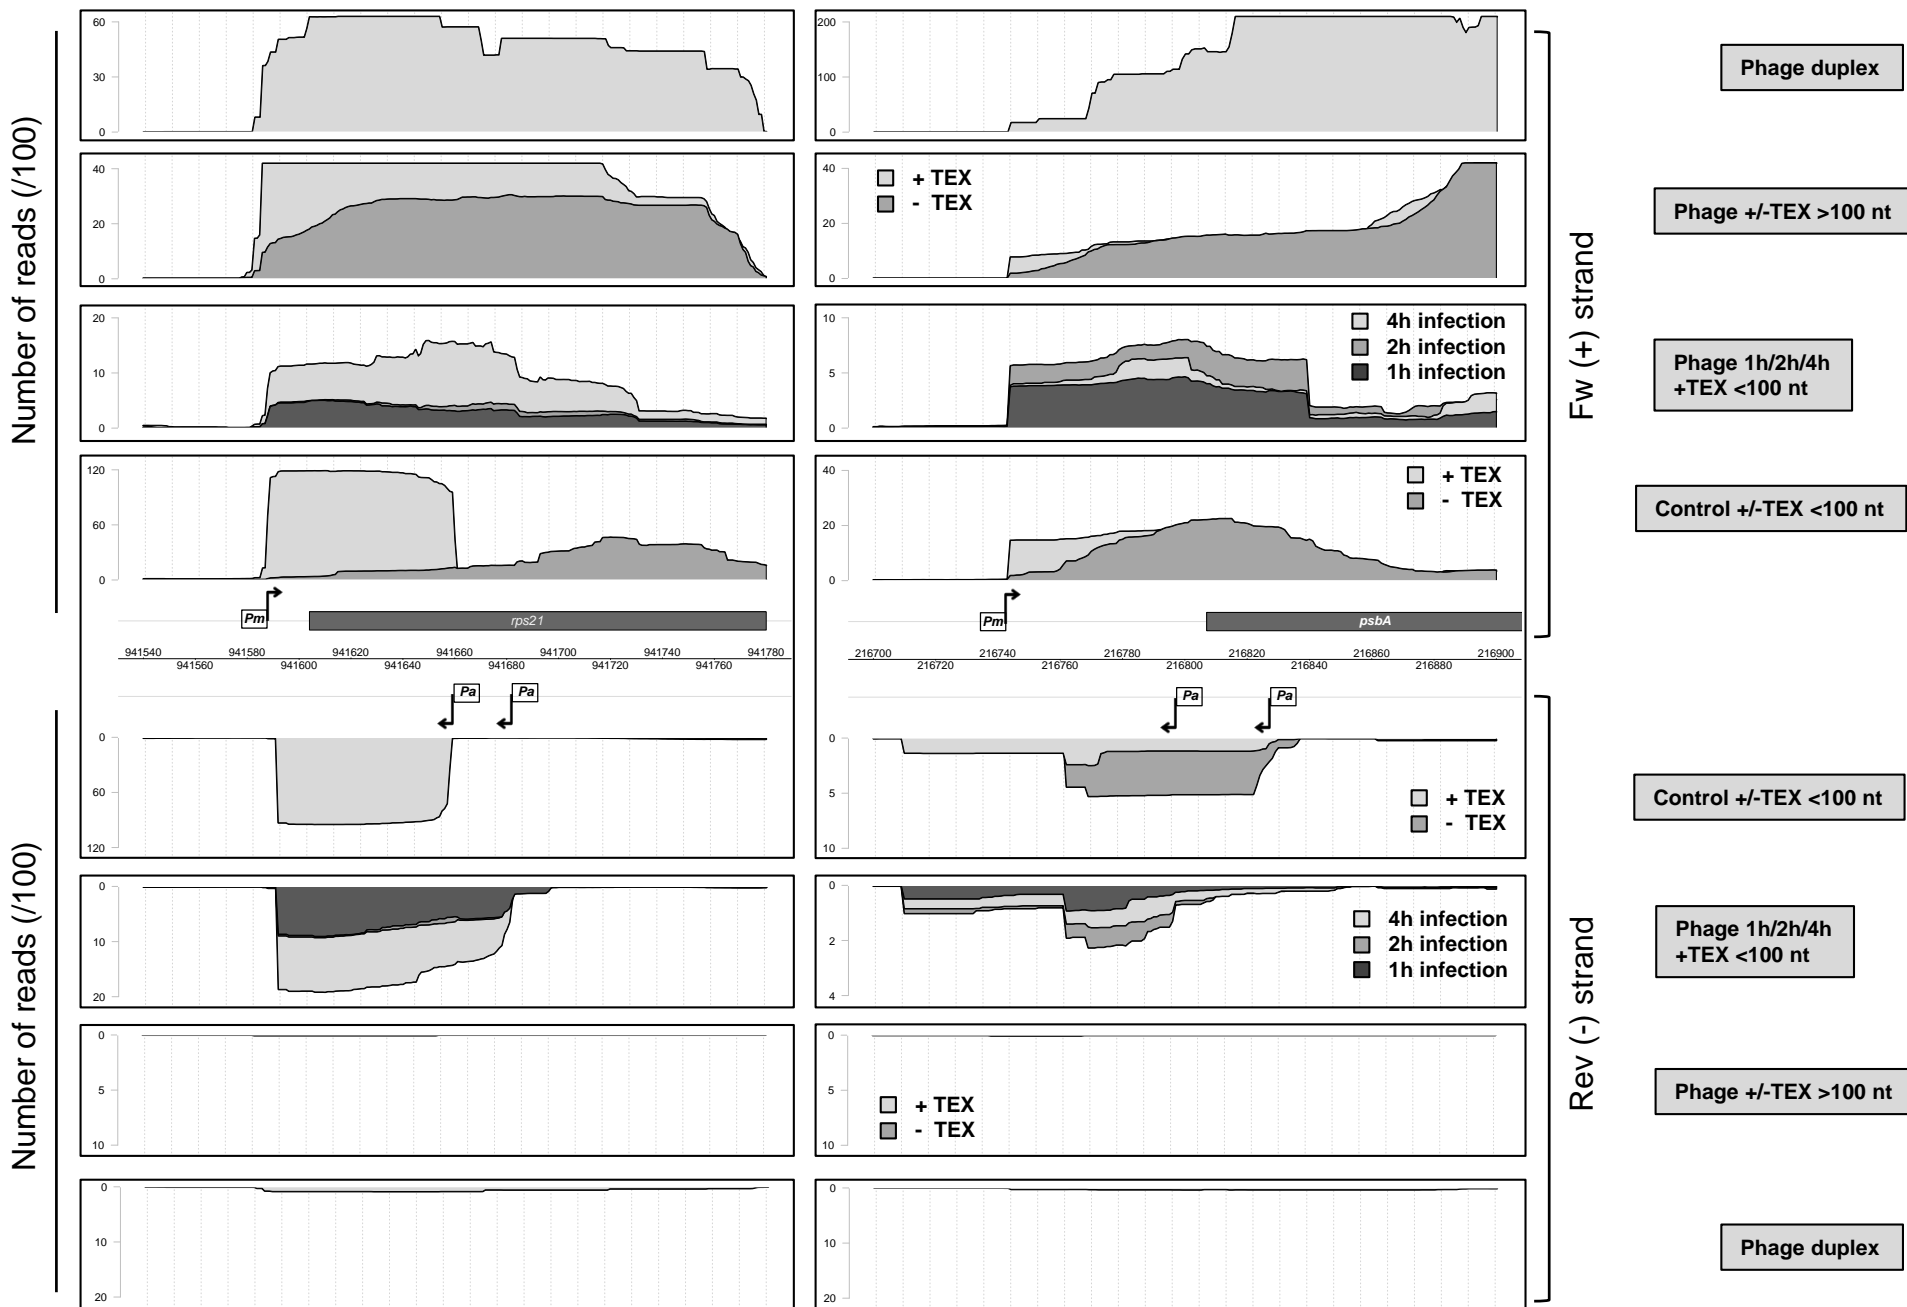 Number of reads (/100)
60
30
0
200
100
0
Phage duplex
40
20
0
+ TEX
- TEX
40
20
0
Phage +/-TEX >100 nt
20
10
0
10
5
0
4h infection
2h infection
1h infection
Phage 1h/2h/4h
+TEX <100 nt
120
60
0
40
20
0
+ TEX
- TEX
Control +/-TEX <100 nt
Fw (+) strand
Pm
rps21
Pm
psbA
941540 941580 941620 941660 941700 941740 941780
941560 941600 941640 941680 941720 941760
216700 216740 216780 216820 216860 216900
216720 216760 216800 216840 216880
Pa Pa
Pa Pa
Number of reads (/100)
0
60
120
0
5
10
+ TEX
- TEX
Control +/-TEX <100 nt
0
10
20
0
2
4
4h infection
2h infection
1h infection
Phage 1h/2h/4h
+TEX <100 nt
Rev (-) strand
0
5
10
+ TEX
- TEX
0
5
10
Phage +/-TEX >100 nt
0
10
20
0
10
20
Phage duplex